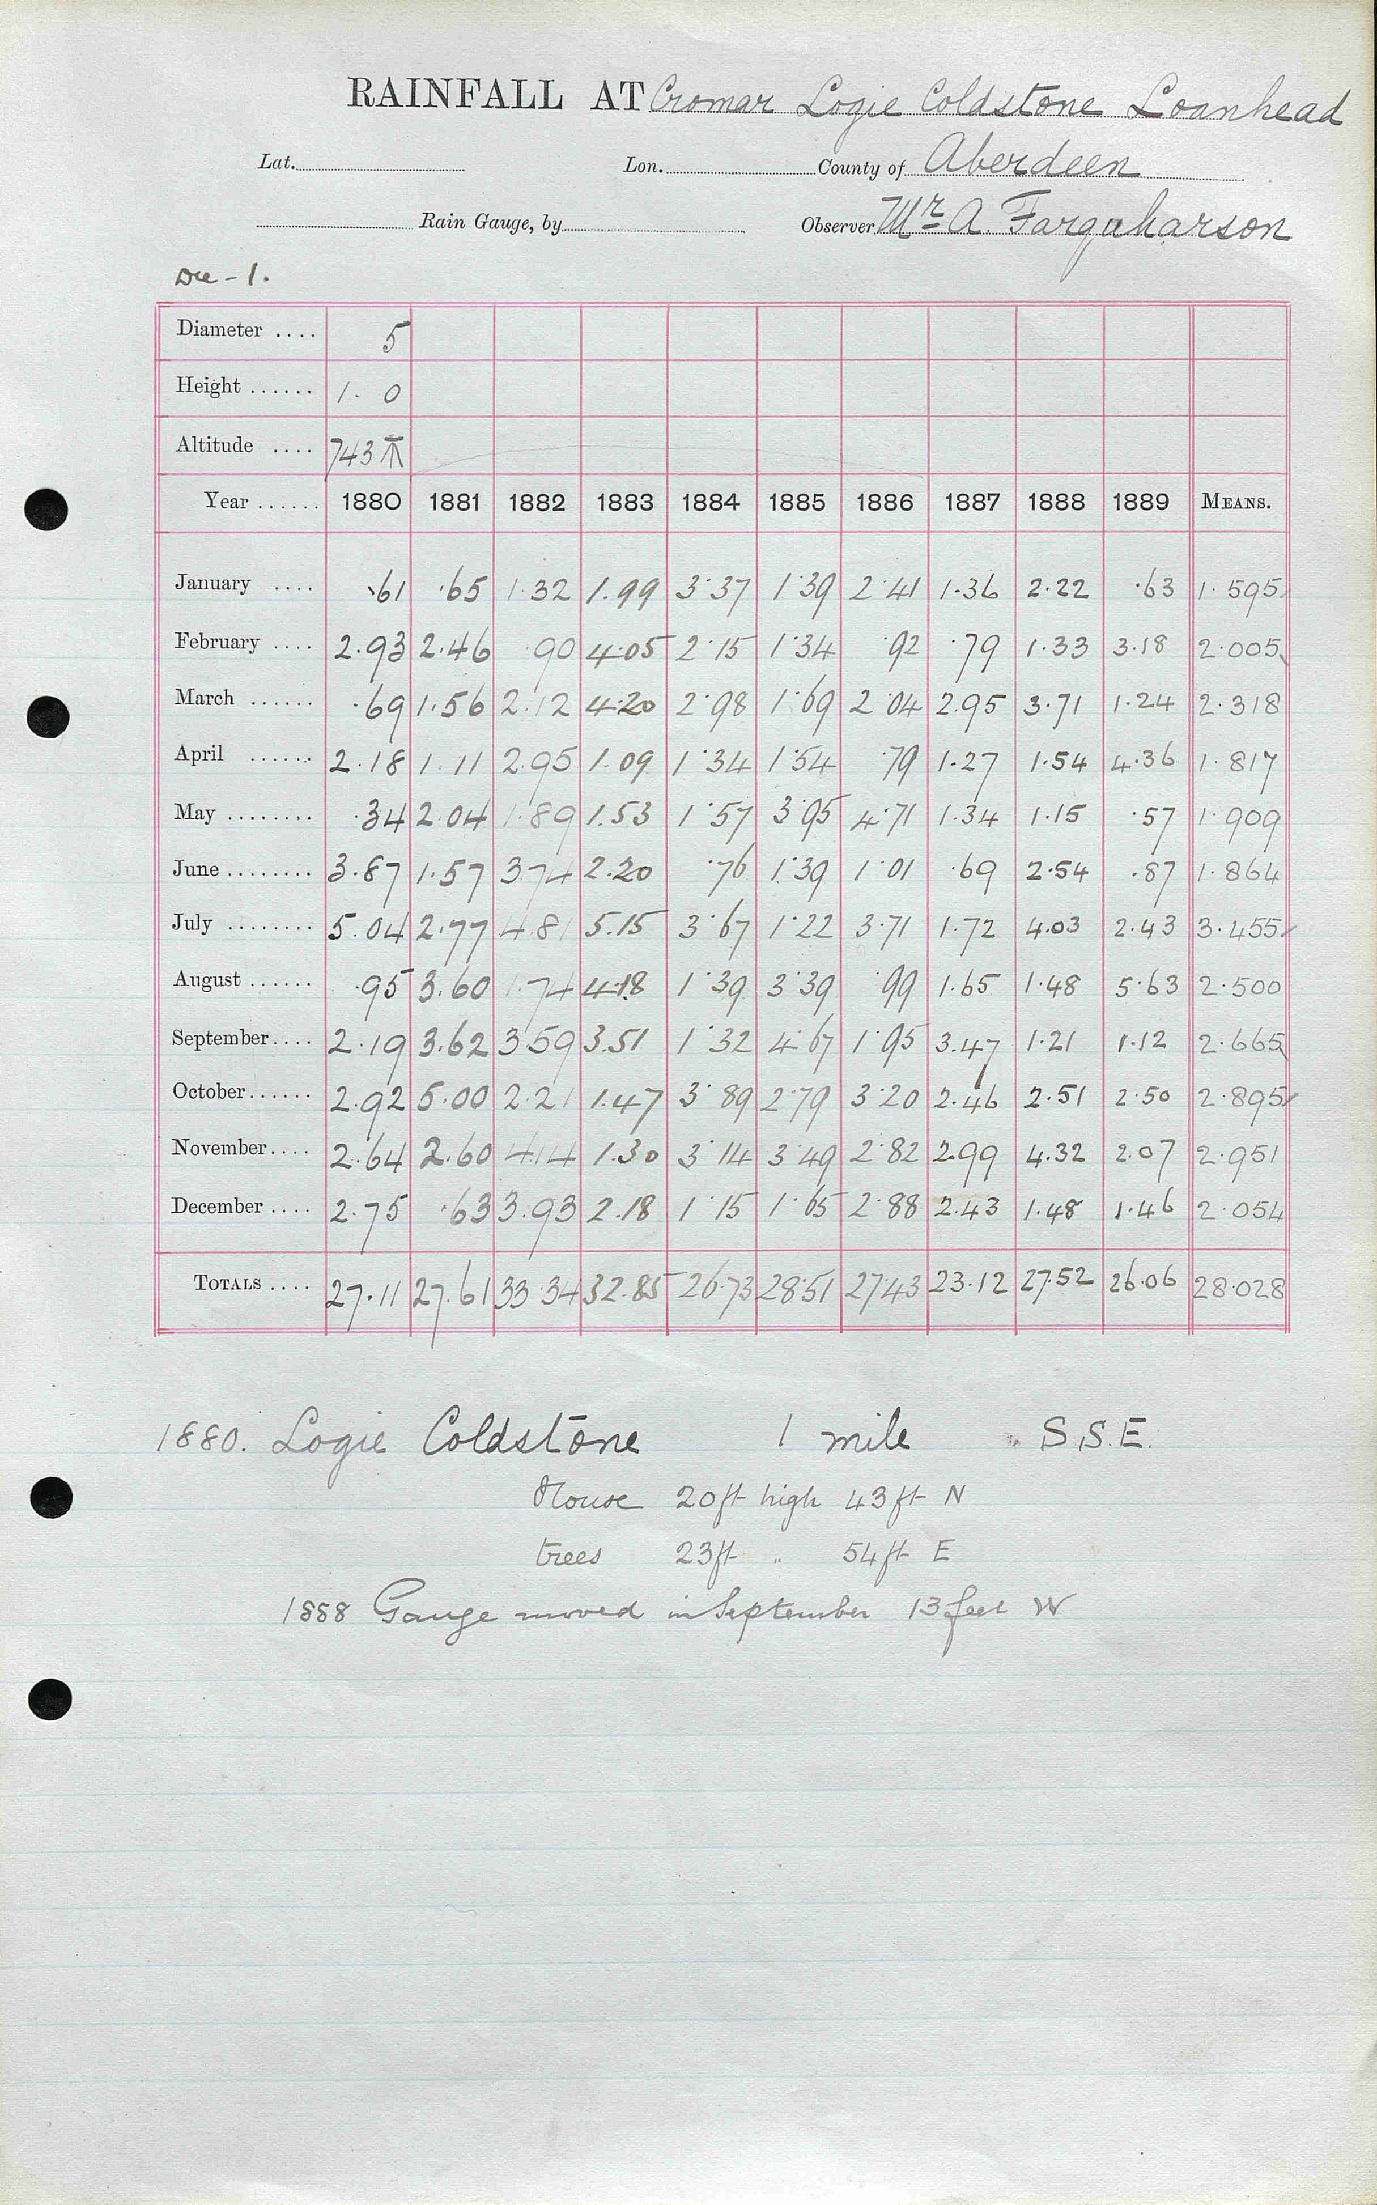 RAINFALL AT Cromar Logie Coldstone Loanhead
Lat. Lon. County of Aberdeen
Rain Gauge, by Observer Mr A. Farquharson
Dee - 1.
Diameter .... 5
Height ...... 1. 0
Altitude .... 743
Year ...... 1880 1881 1882 1883 1884 1885 1886 1887 1888 1889 MEANS.
January .... .61 .65 1.32 1.99 3.37 1.39 2.41 1.36 2.22 .63 1.595
February .... 2.93 2.46 .90 4.05 2.15 1.34 .92 .79 1.33 3.18 2.005
March ...... .69 1.56 2.12 4.20 2.98 1.69 2.04 2.95 3.71 1.24 2.318
April ...... 2.18 1.11 2.95 1.09 1.34 1.54 .79 1.27 1.54 4.36 1.817
May ........ .34 2.04 1.89 1.53 1.57 3.95 4.71 1.34 1.15 .57 1.909
June ........ 3.87 1.57 3.74 2.20 .76 1.39 1.01 .69 2.54 .87 1.864
July ........ 5.04 2.77 4.81 5.15 3.67 1.22 3.71 1.72 4.03 2.43 3.455
August ...... .95 3.60 1.74 4.18 1.39 3.39 .99 1.65 1.48 5.63 2.500
September .... 2.19 3.62 3.59 3.51 1.32 4.67 1.95 3.47 1.21 1.12 2.665
October ...... 2.92 5.00 2.21 1.47 3.89 2.79 3.20 2.46 2.51 2.50 2.895
November .... 2.64 2.60 4.14 1.30 3.14 3.49 2.82 2.99 4.32 2.07 2.951
December .... 2.75 .63 3.93 2.18 1.15 1.65 2.88 2.43 1.48 1.46 2.054
TOTALS .... 27.11 27.61 33.34 32.85 26.73 28.51 27.43 23.12 27.52 26.06 28.028
1880. Logie Coldstone 1 mile S.S.E.
House 20ft high 43ft N
trees 23ft " 54ft E
1888 Gauge moved in September 13 feet W